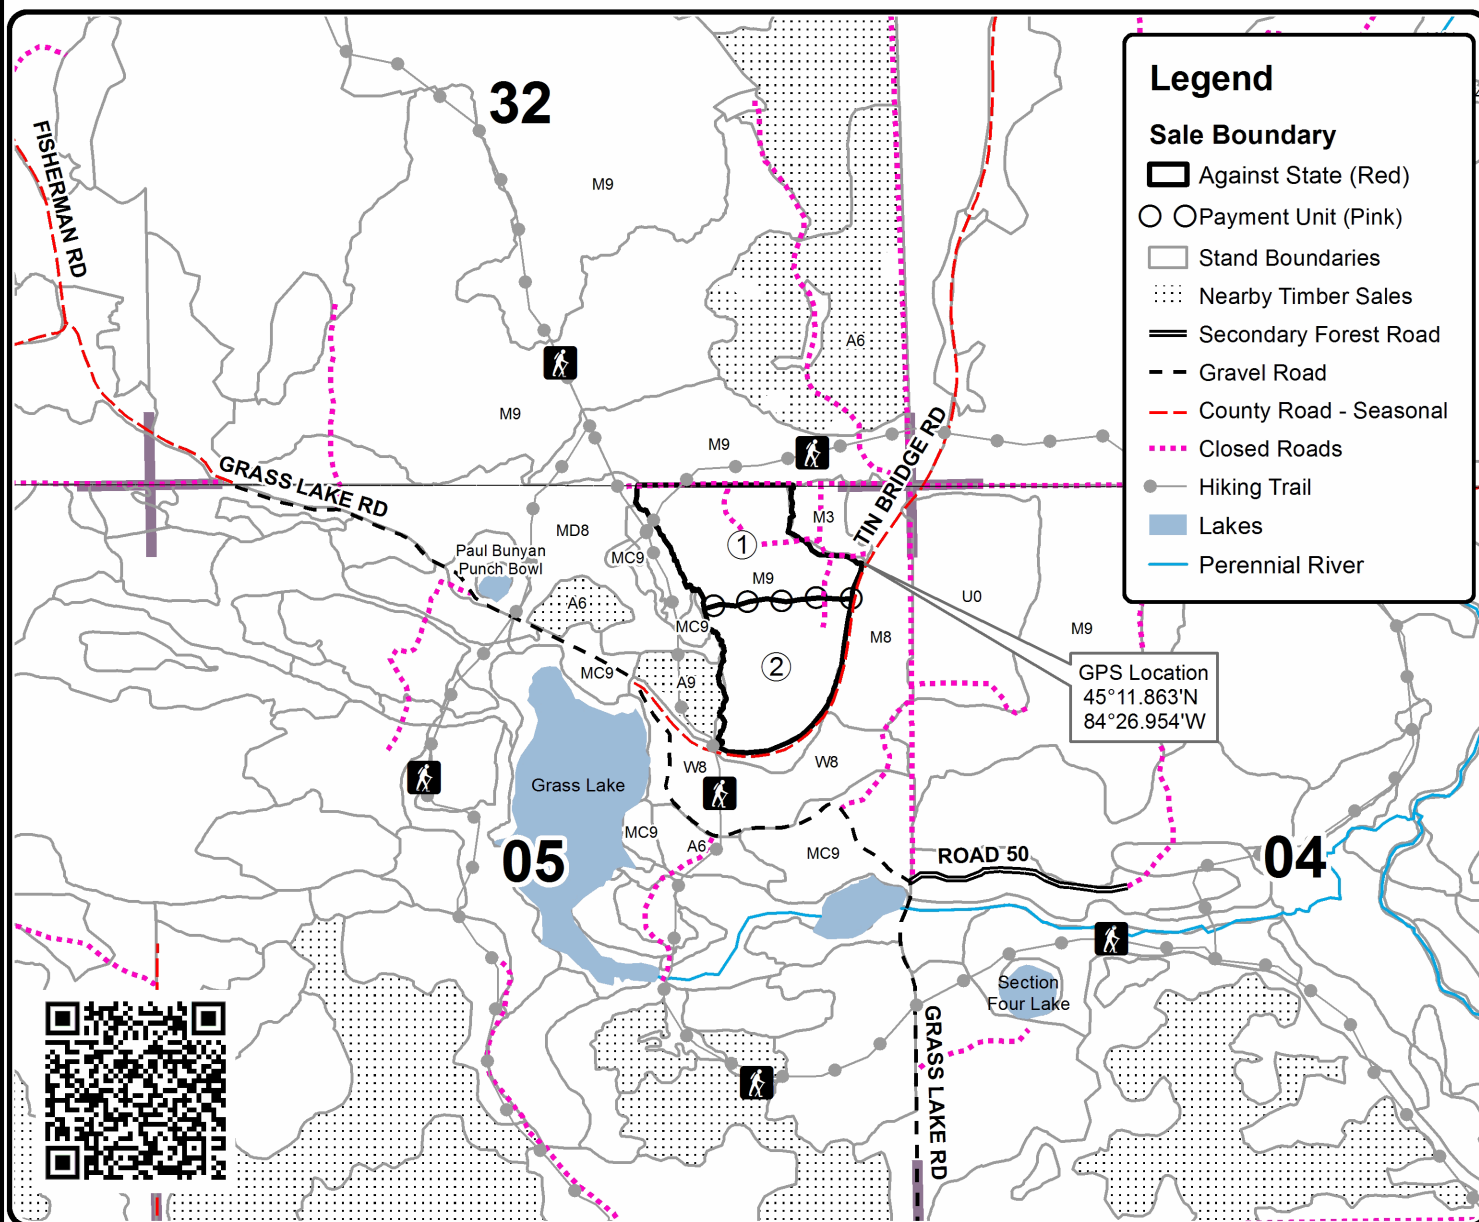 32
FISHERMAN RD
M9
A6
M9
M9
TIN BRIDGE RD
GRASS LAKE RD
Legend
Sale Boundary
Against State (Red)
Payment Unit (Pink)
Stand Boundaries
Nearby Timber Sales
Secondary Forest Road
Gravel Road
County Road - Seasonal
Closed Roads
Hiking Trail
Lakes
Perennial River
M3
MD8
1
Paul Bunyan
Punch Bowl
MC9
M9
A6
U0
MC9
M8
M9
2
MC9
A9
GPS Location
45°11.863'N
84°26.954'W
W8
W8
Grass Lake
MC9
A6
MC9
05
ROAD 50
04
Section
Four Lake
GRASS LAKE RD